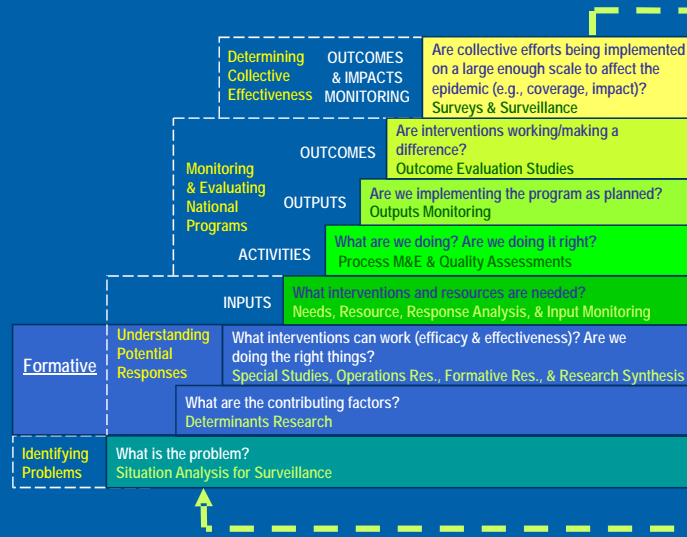 Determining
Collective
Effectiveness
OUTCOMES
& IMPACTS
MONITORING
Are collective efforts being implemented
on a large enough scale to affect the
epidemic (e.g., coverage, impact)?
Surveys & Surveillance
Monitoring
& Evaluating
National
Programs
OUTCOMES
Are interventions working/making a
difference?
Outcome Evaluation Studies
OUTPUTS
Are we implementing the program as planned?
Outputs Monitoring
ACTIVITIES
What are we doing? Are we doing it right?
Process M&E & Quality Assessments
INPUTS
What interventions and resources are needed?
Needs, Resource, Response Analysis, & Input Monitoring
Formative
Understanding
Potential
Responses
What interventions can work (efficacy & effectiveness)? Are we
doing the right things?
Special Studies, Operations Res., Formative Res., & Research Synthesis
What are the contributing factors?
Determinants Research
Identifying
Problems
What is the problem?
Situation Analysis for Surveillance